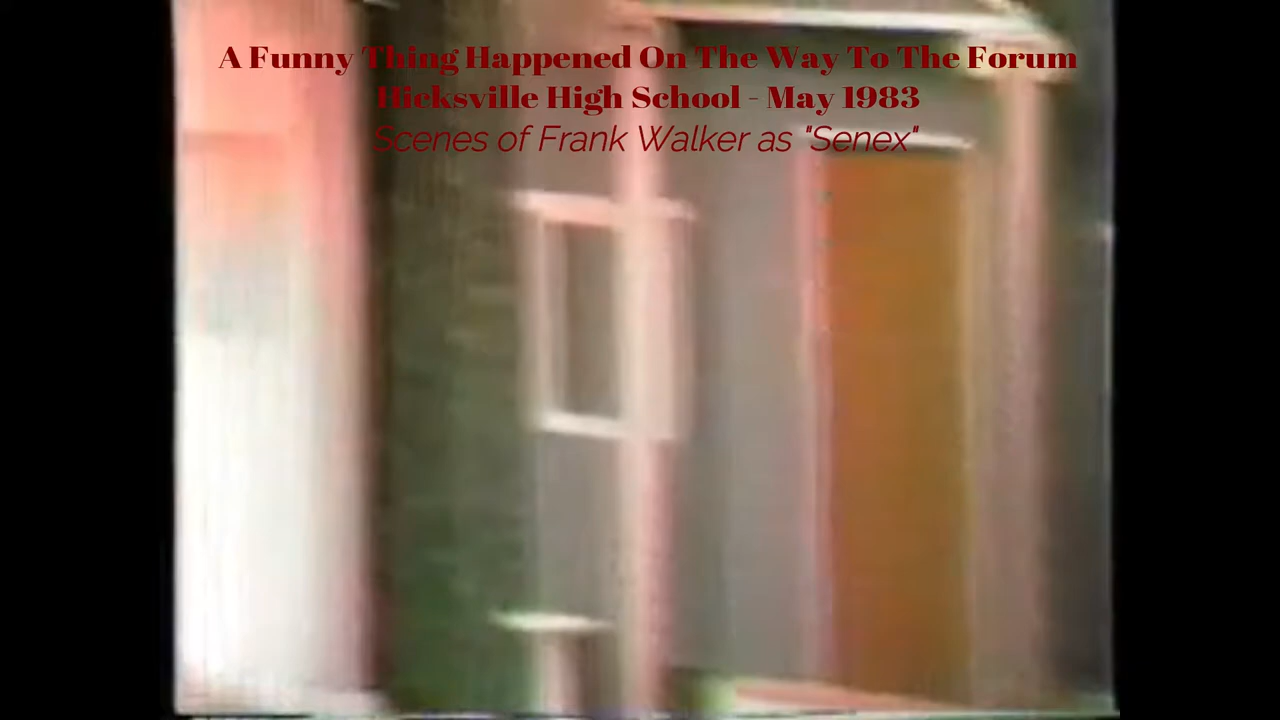 A Funny Thing Happened On The Way To The Forum
Hicksville High School - May 1983
Scenes of Frank Walker as "Senex"